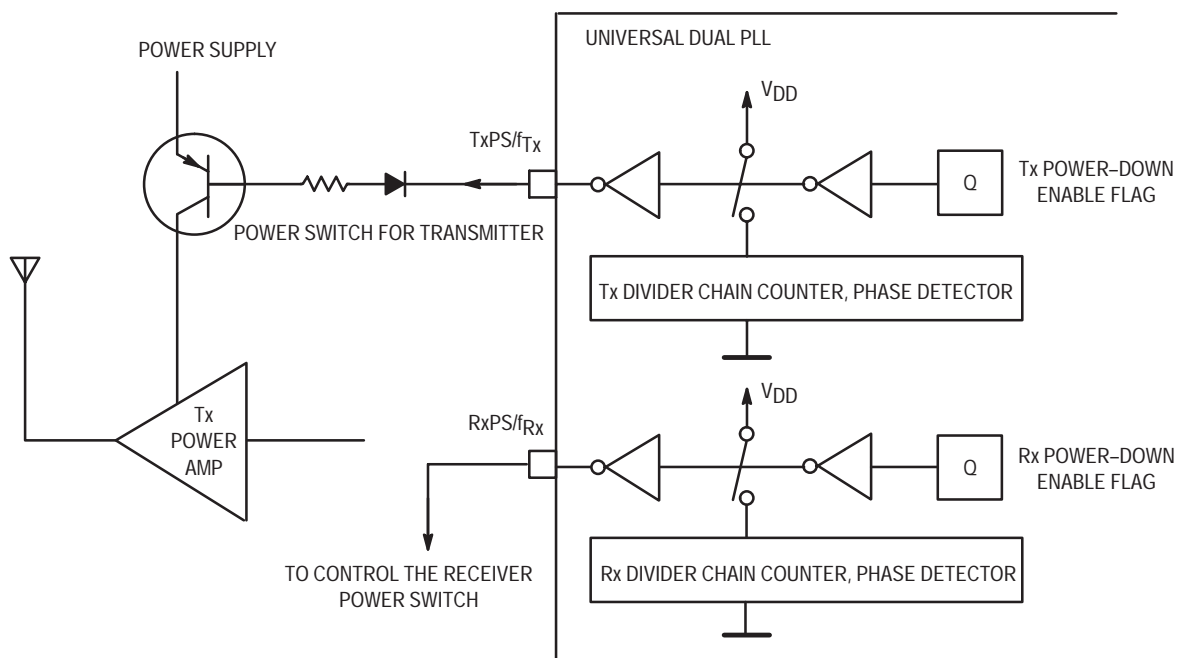 UNIVERSAL DUAL PLL
POWER SUPPLY
VDD
TxPS/fTx
Q
Tx POWER–DOWN
ENABLE FLAG
POWER SWITCH FOR TRANSMITTER
Tx DIVIDER CHAIN COUNTER, PHASE DETECTOR
VDD
RxPS/fRx
Tx
POWER
AMP
Q
Rx POWER–DOWN
ENABLE FLAG
TO CONTROL THE RECEIVER
POWER SWITCH
Rx DIVIDER CHAIN COUNTER, PHASE DETECTOR